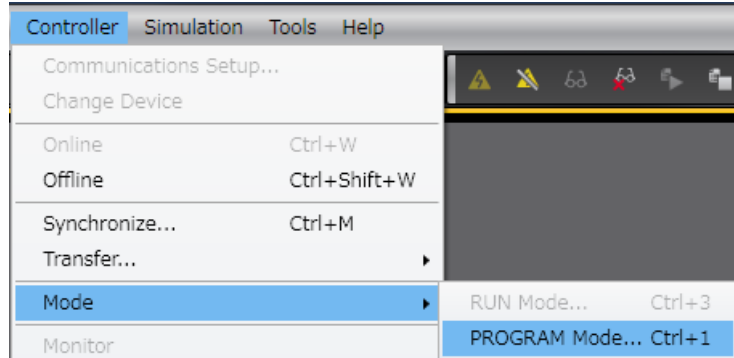 Controller Simulation Tools Help
Communications Setup...
Change Device
Online Ctrl+W
Offline Ctrl+Shift+W
Synchronize... Ctrl+M
Transfer...
Mode
RUN Mode... Ctrl+3
PROGRAM Mode... Ctrl+1
Monitor